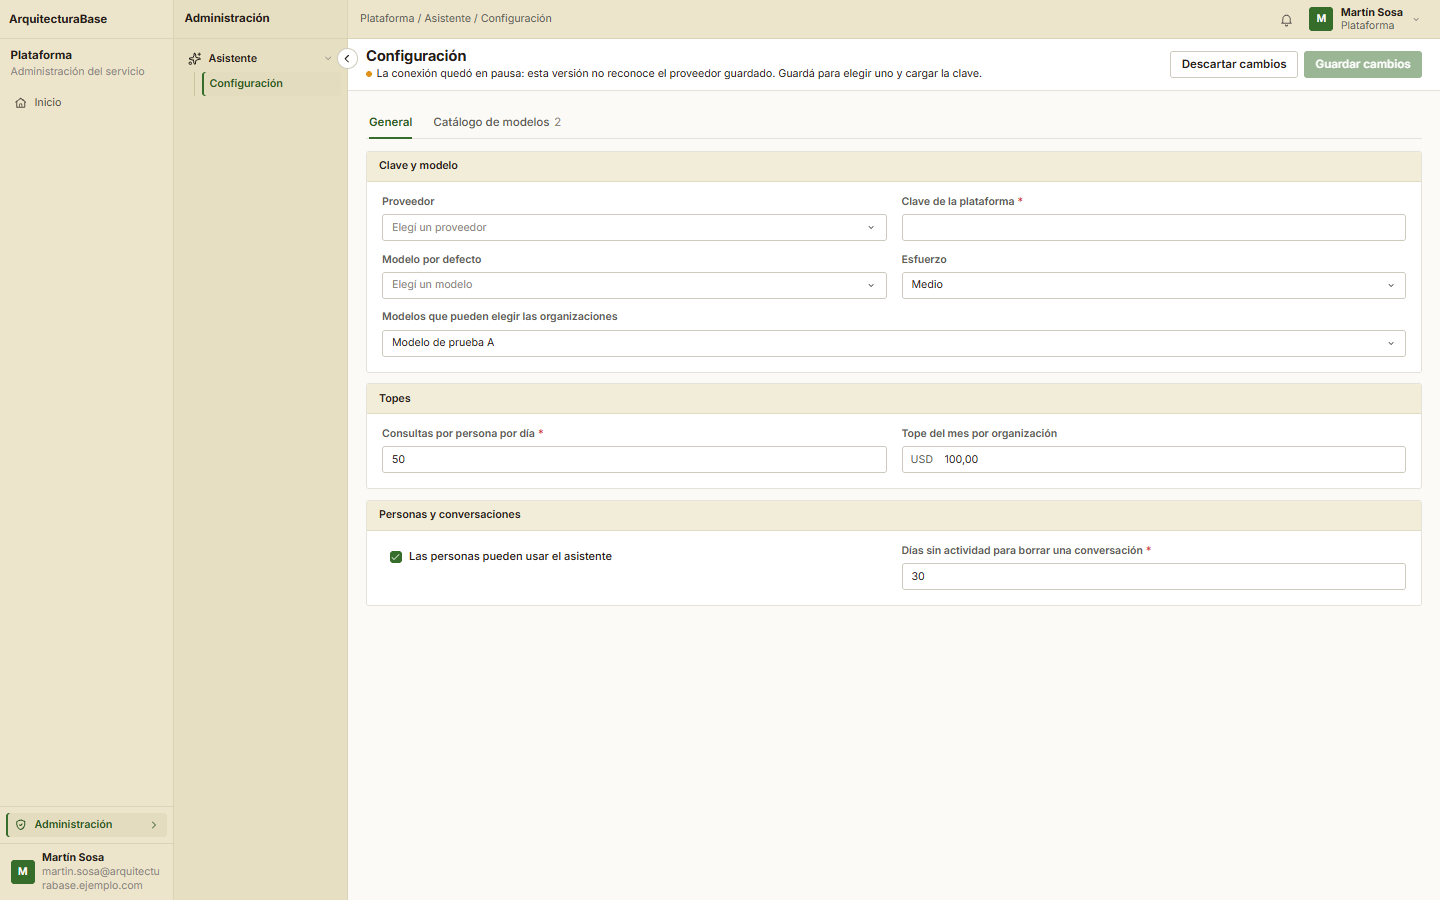 ArquitecturaBase
Plataforma
Administración del servicio
Inicio
Administración
Martín Sosa
martin.sosa@arquitectu
rabase.ejemplo.com
Administración
Asistente
Configuración
Plataforma / Asistente / Configuración
M
Martín Sosa
Plataforma
Configuración
La conexión quedó en pausa: esta versión no reconoce el proveedor guardado. Guardá para elegir uno y cargar la clave.
Descartar cambios
Guardar cambios
General
Catálogo de modelos 2
Clave y modelo
Proveedor
Elegí un proveedor
Clave de la plataforma *
Modelo por defecto
Elegí un modelo
Esfuerzo
Medio
Modelos que pueden elegir las organizaciones
Modelo de prueba A
Topes
Consultas por persona por día *
50
Tope del mes por organización
USD 100,00
Personas y conversaciones
Las personas pueden usar el asistente
Días sin actividad para borrar una conversación *
30
M